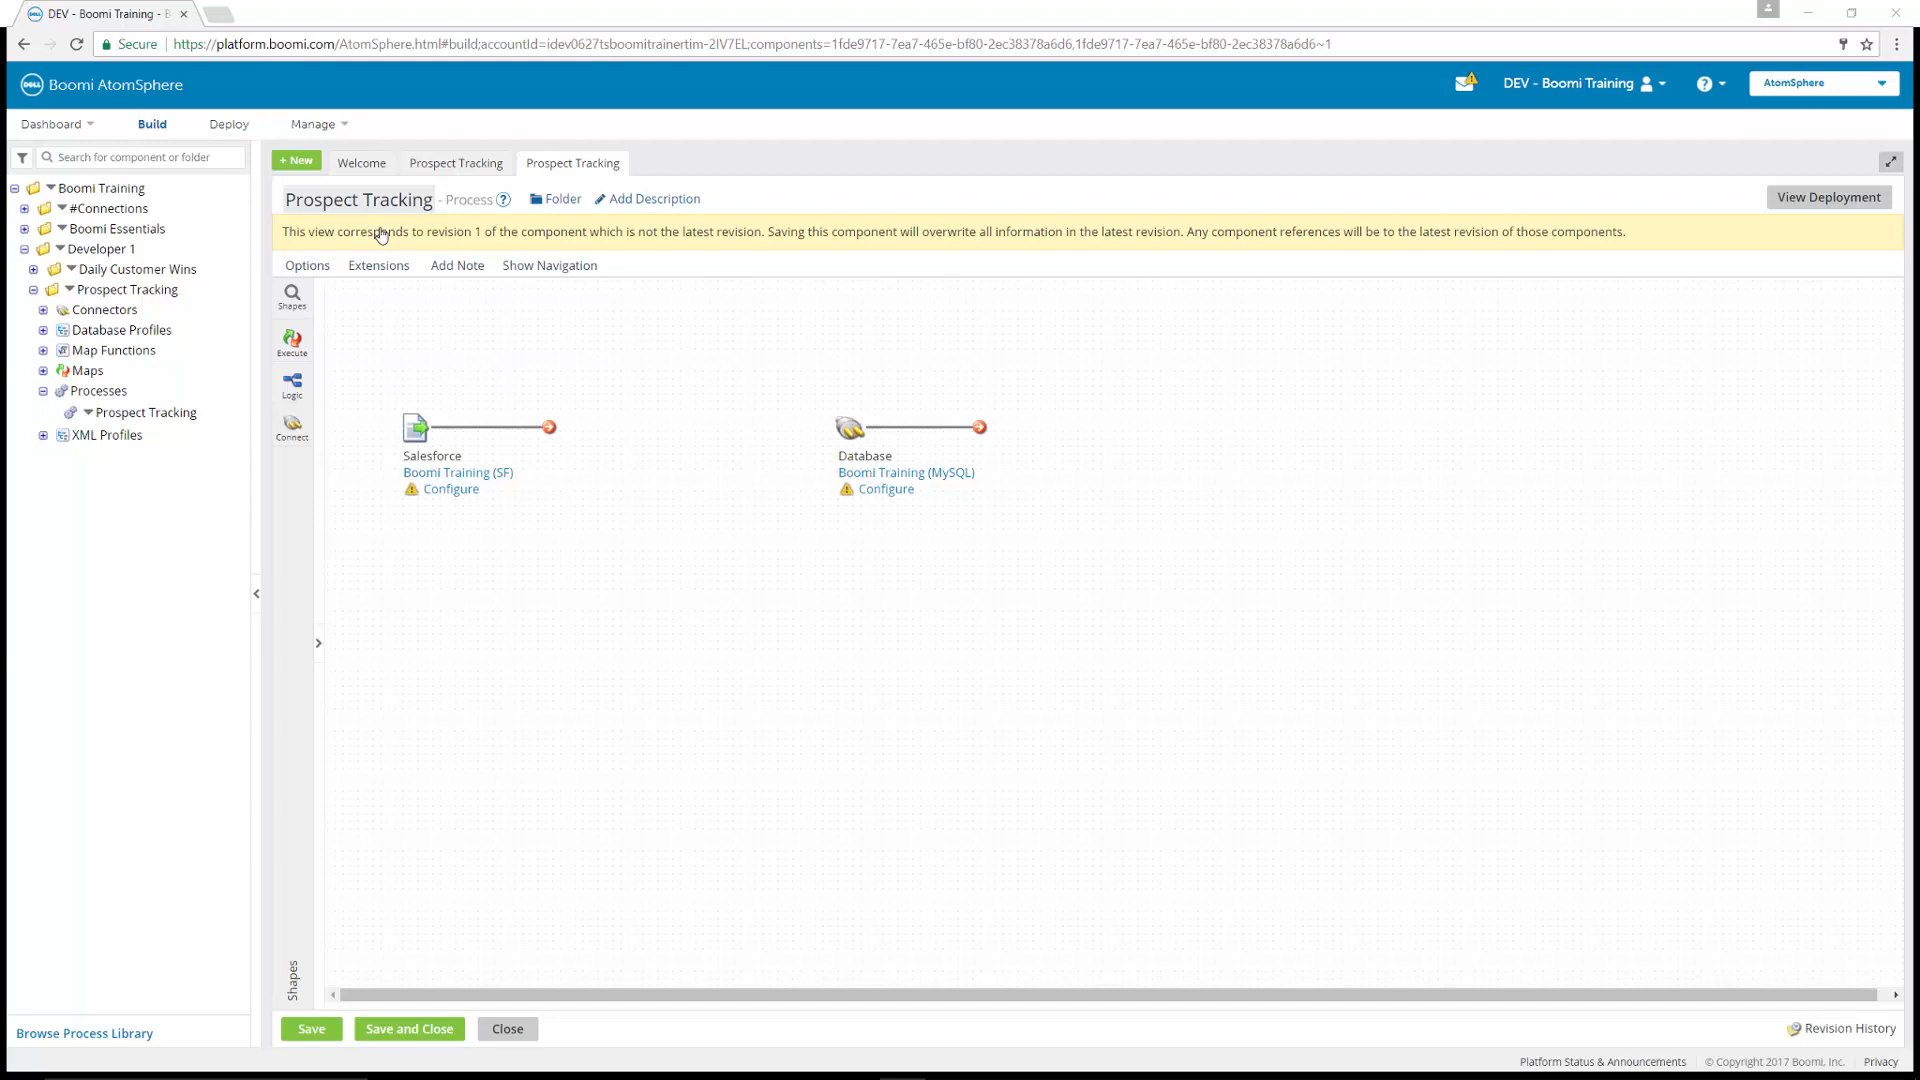 DEV - Boomi Training - B
Secure
https://platform.boomi.com/AtomSphere.html#build;accountId=idev0627tsboomitrainertim-2IV7EL;components=1fde9717-7ea7-465e-bf80-2ec38378a6d6,1fde9717-7ea7-465e-bf80-2ec38378a6d6~1
DELL Boomi AtomSphere
DEV - Boomi Training
AtomSphere
Dashboard
Build
Deploy
Manage
Search for component or folder
+ New
Welcome
Prospect Tracking
Prospect Tracking
Boomi Training
#Connections
Boomi Essentials
Developer 1
Daily Customer Wins
Prospect Tracking
Connectors
Database Profiles
Map Functions
Maps
Processes
Prospect Tracking
XML Profiles
Prospect Tracking - Process
Folder
Add Description
View Deployment
This view corresponds to revision 1 of the component which is not the latest revision. Saving this component will overwrite all information in the latest revision. Any component references will be to the latest revision of those components.
Options
Extensions
Add Note
Show Navigation
Shapes
Execute
Logic
Connect
Salesforce
Boomi Training (SF)
Configure
Database
Boomi Training (MySQL)
Configure
Shapes
Browse Process Library
Save
Save and Close
Close
Revision History
Platform Status & Announcements
© Copyright 2017 Boomi, Inc.
Privacy